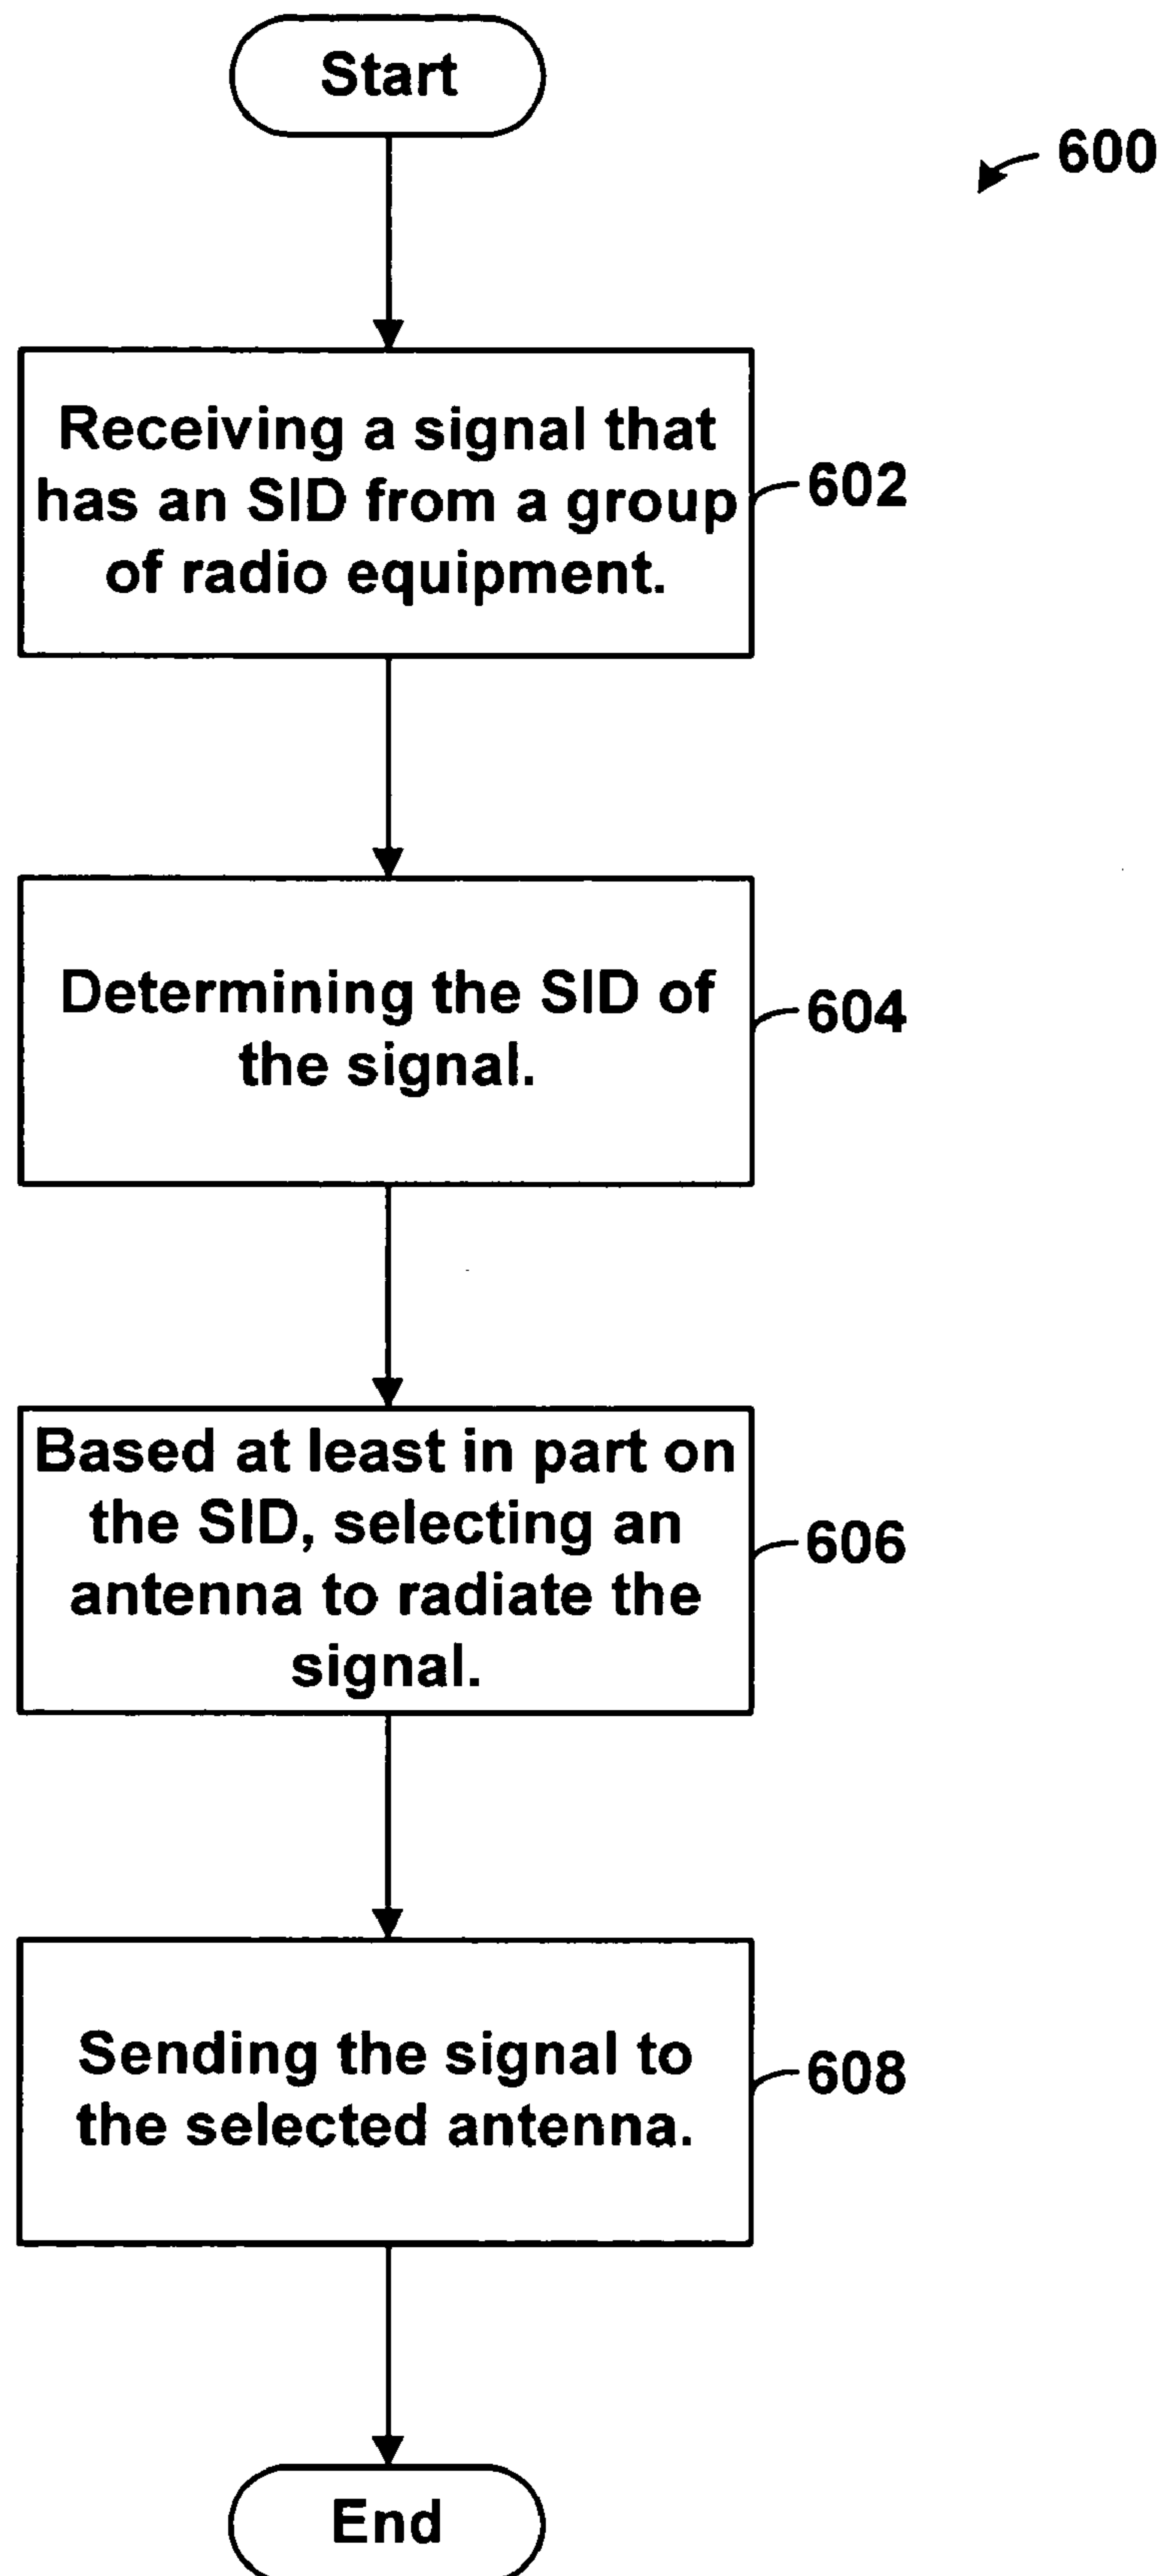 Start
600
Receiving a signal that
has an SID from a group
of radio equipment.
602
Determining the SID of
the signal.
604
Based at least in part on
the SID, selecting an
antenna to radiate the
signal.
606
Sending the signal to
the selected antenna.
608
End